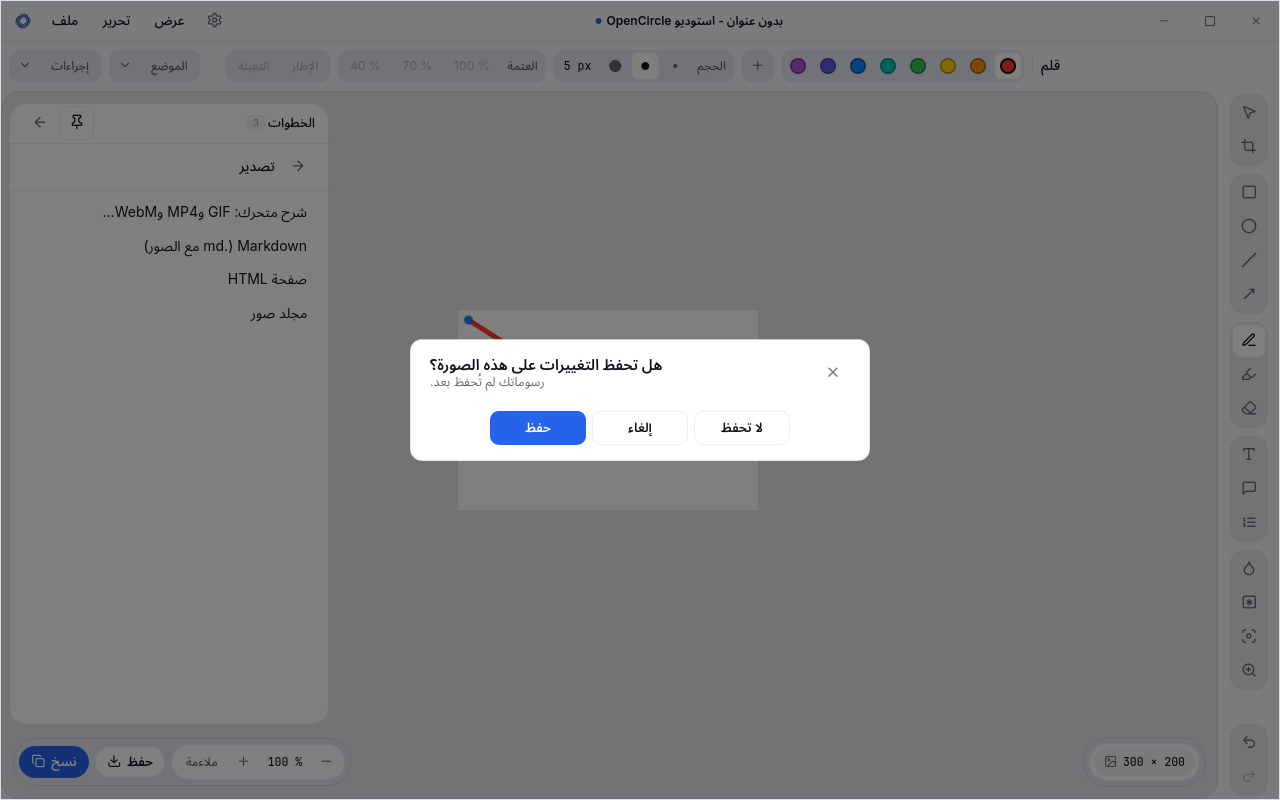 ملف
تحرير
عرض
بدون عنوان - استوديو OpenCircle
إجراءات
الموضع
التعبئة
الإطار
40 %
70 %
100 %
العتمة
5 px
الحجم
قلم
الخطوات 3
تصدير
شرح متحرك: GIF وMP4 وWebM...
Markdown (.md مع الصور)
صفحة HTML
مجلد صور
هل تحفظ التغييرات على هذه الصورة؟
رسوماتك لم تُحفظ بعد.
حفظ
إلغاء
لا تحفظ
نسخ
حفظ
ملاءمة
100 %
300 × 200